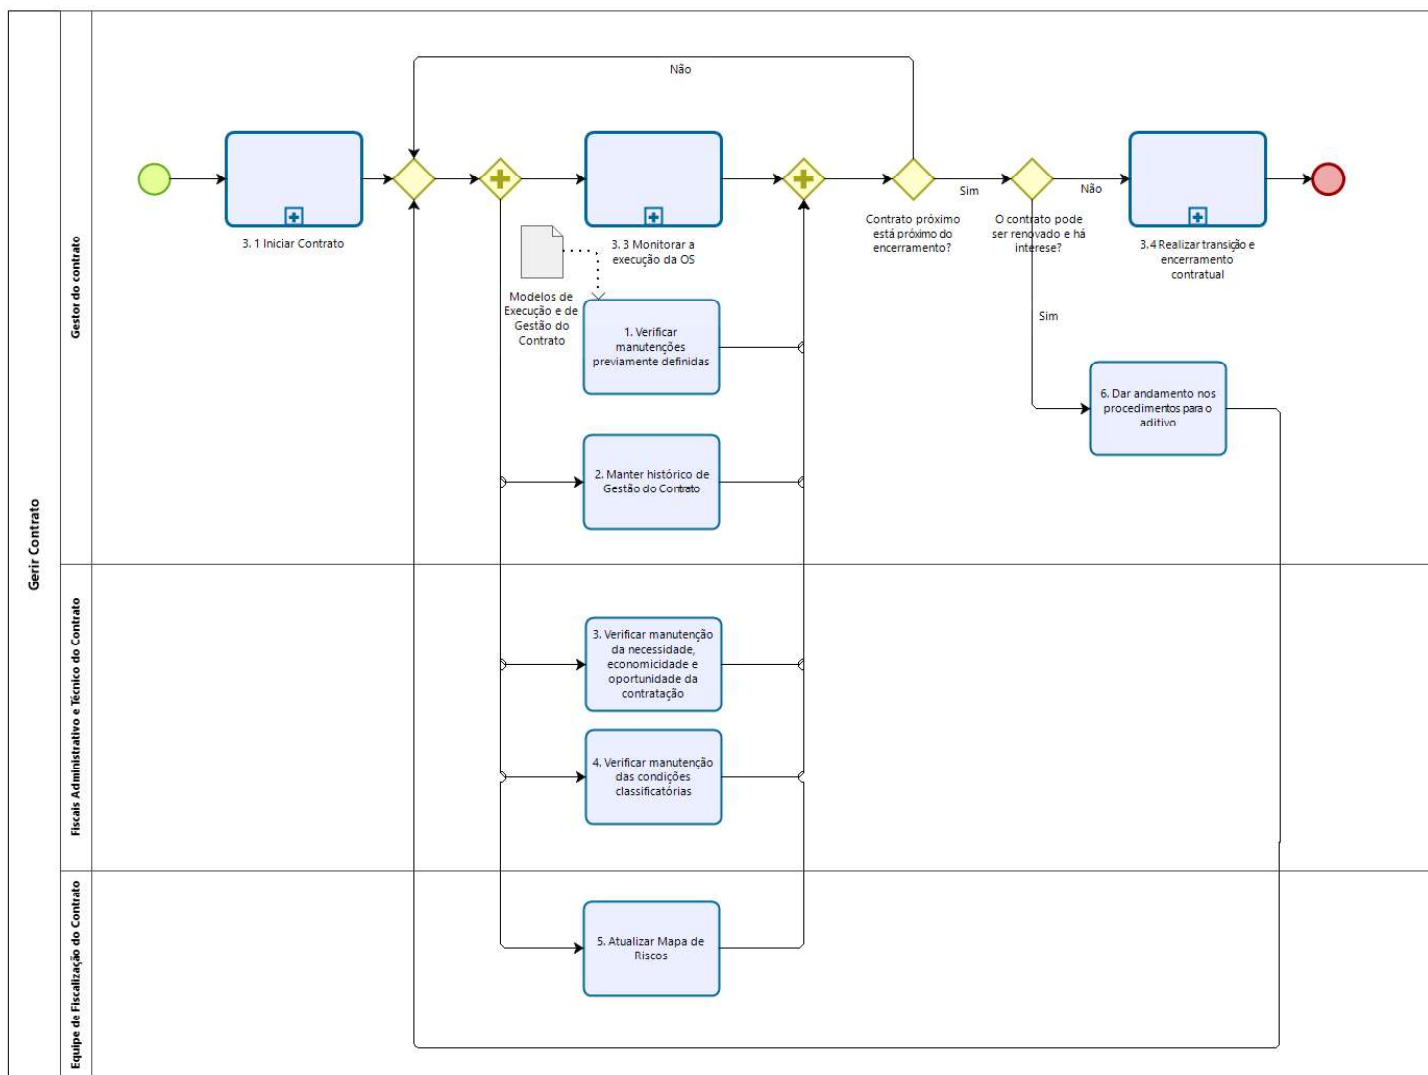 Gerir Contrato
Gestor do contrato
Não
3. 1 Iniciar Contrato
3. 3 Monitorar a
execução da OS
Contrato próximo
está próximo do
encerramento?
Sim
O contrato pode
ser renovado e há
interese?
Não
3.4 Realizar transição e
encerramento
contratual
Modelos de
Execução e de
Gestão do
Contrato
1. Verificar
manutenções
previamente definidas
Sim
6. Dar andamento nos
procedimentos para o
aditivo
2. Manter histórico de
Gestão do Contrato
Fiscais Administrativo e Técnico do Contrato
3. Verificar manutenção
da necessidade,
economicidade e
oportunidade da
contratação
4. Verificar manutenção
das condições
classificatórias
Equipe de Fiscalização do Contrato
5. Atualizar Mapa de
Riscos